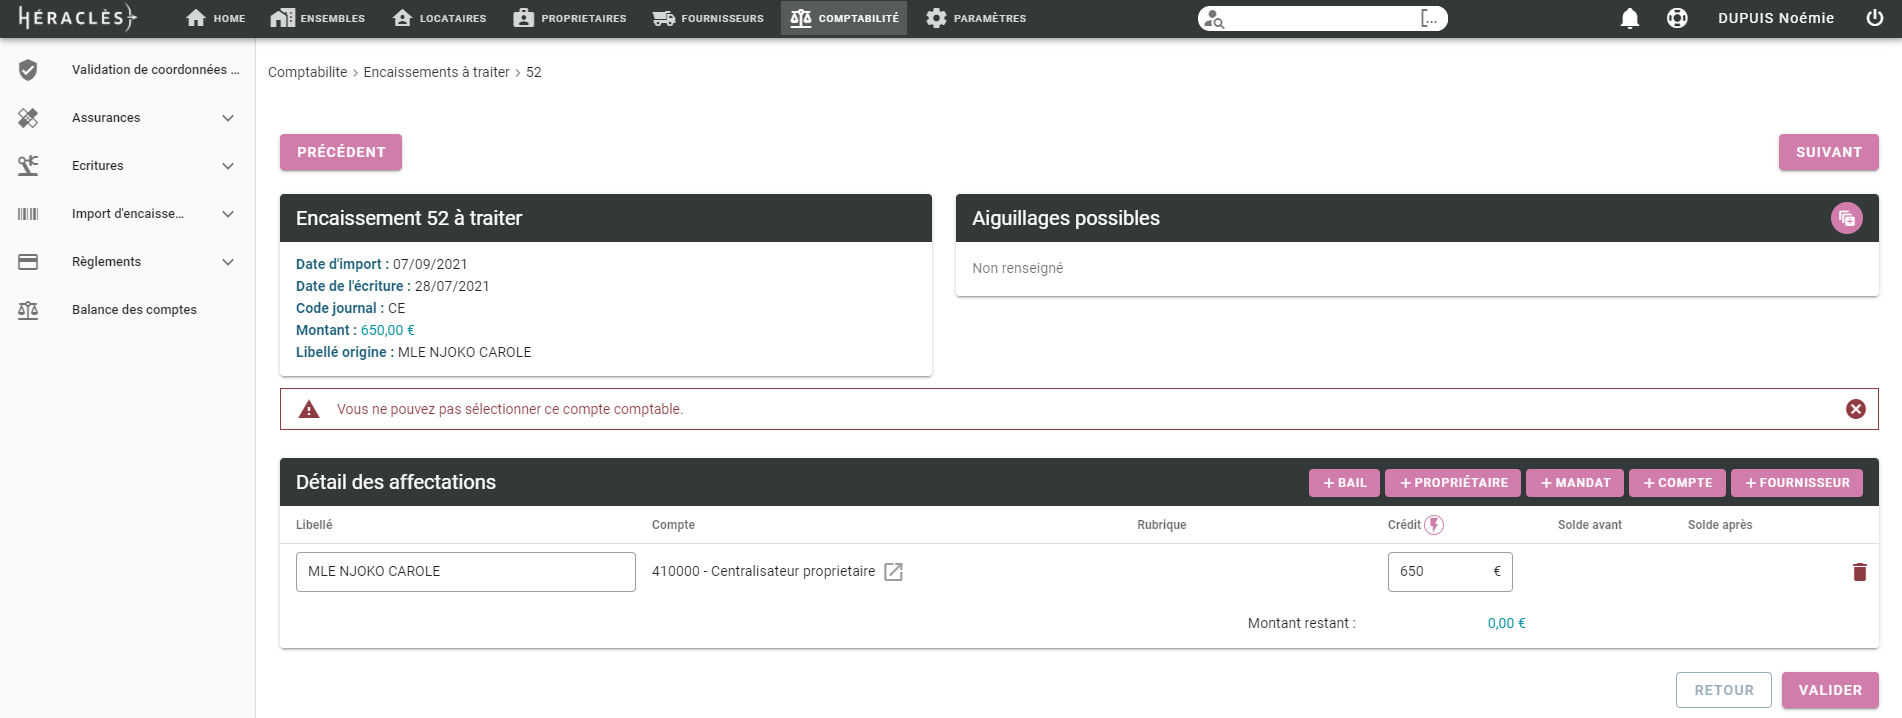 HÉRACLÈS
HOME
ENSEMBLES
LOCATAIRES
PROPRIETAIRES
FOURNISSEURS
COMPTABILITÉ
PARAMÈTRES
[...
DUPUIS Noémie
Validation de coordonnées ...
Assurances
Ecritures
Import d'encaisse...
Règlements
Balance des comptes
Comptabilite > Encaissements à traiter > 52
PRÉCÉDENT
SUIVANT
Encaissement 52 à traiter
Date d'import : 07/09/2021
Date de l'écriture : 28/07/2021
Code journal : CE
Montant : 650,00 €
Libellé origine : MLE NJOKO CAROLE
Aiguillages possibles
Non renseigné
Vous ne pouvez pas sélectionner ce compte comptable.
Détail des affectations
+ BAIL
+ PROPRIÉTAIRE
+ MANDAT
+ COMPTE
+ FOURNISSEUR
Libellé Compte Rubrique Crédit Solde avant Solde après
MLE NJOKO CAROLE 410000 - Centralisateur proprietaire 650 €
Montant restant : 0,00 €
RETOUR
VALIDER